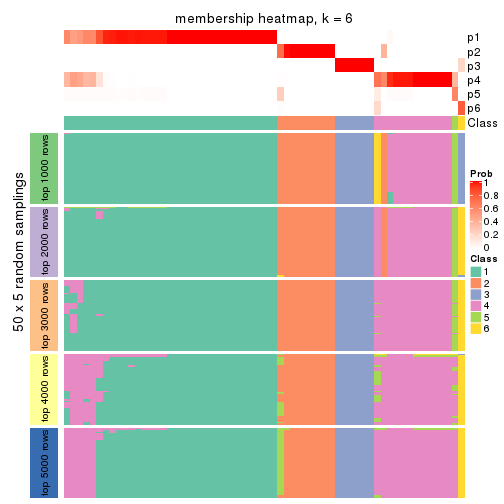 membership heatmap, k = 6
p1
p2
p3
p4
p5
p6
Class
50 x 5 random samplings
top 1000 rows
top 2000 rows
top 3000 rows
top 4000 rows
top 5000 rows
Prob
1
0.8
0.6
0.4
0.2
0
Class
1
2
3
4
5
6